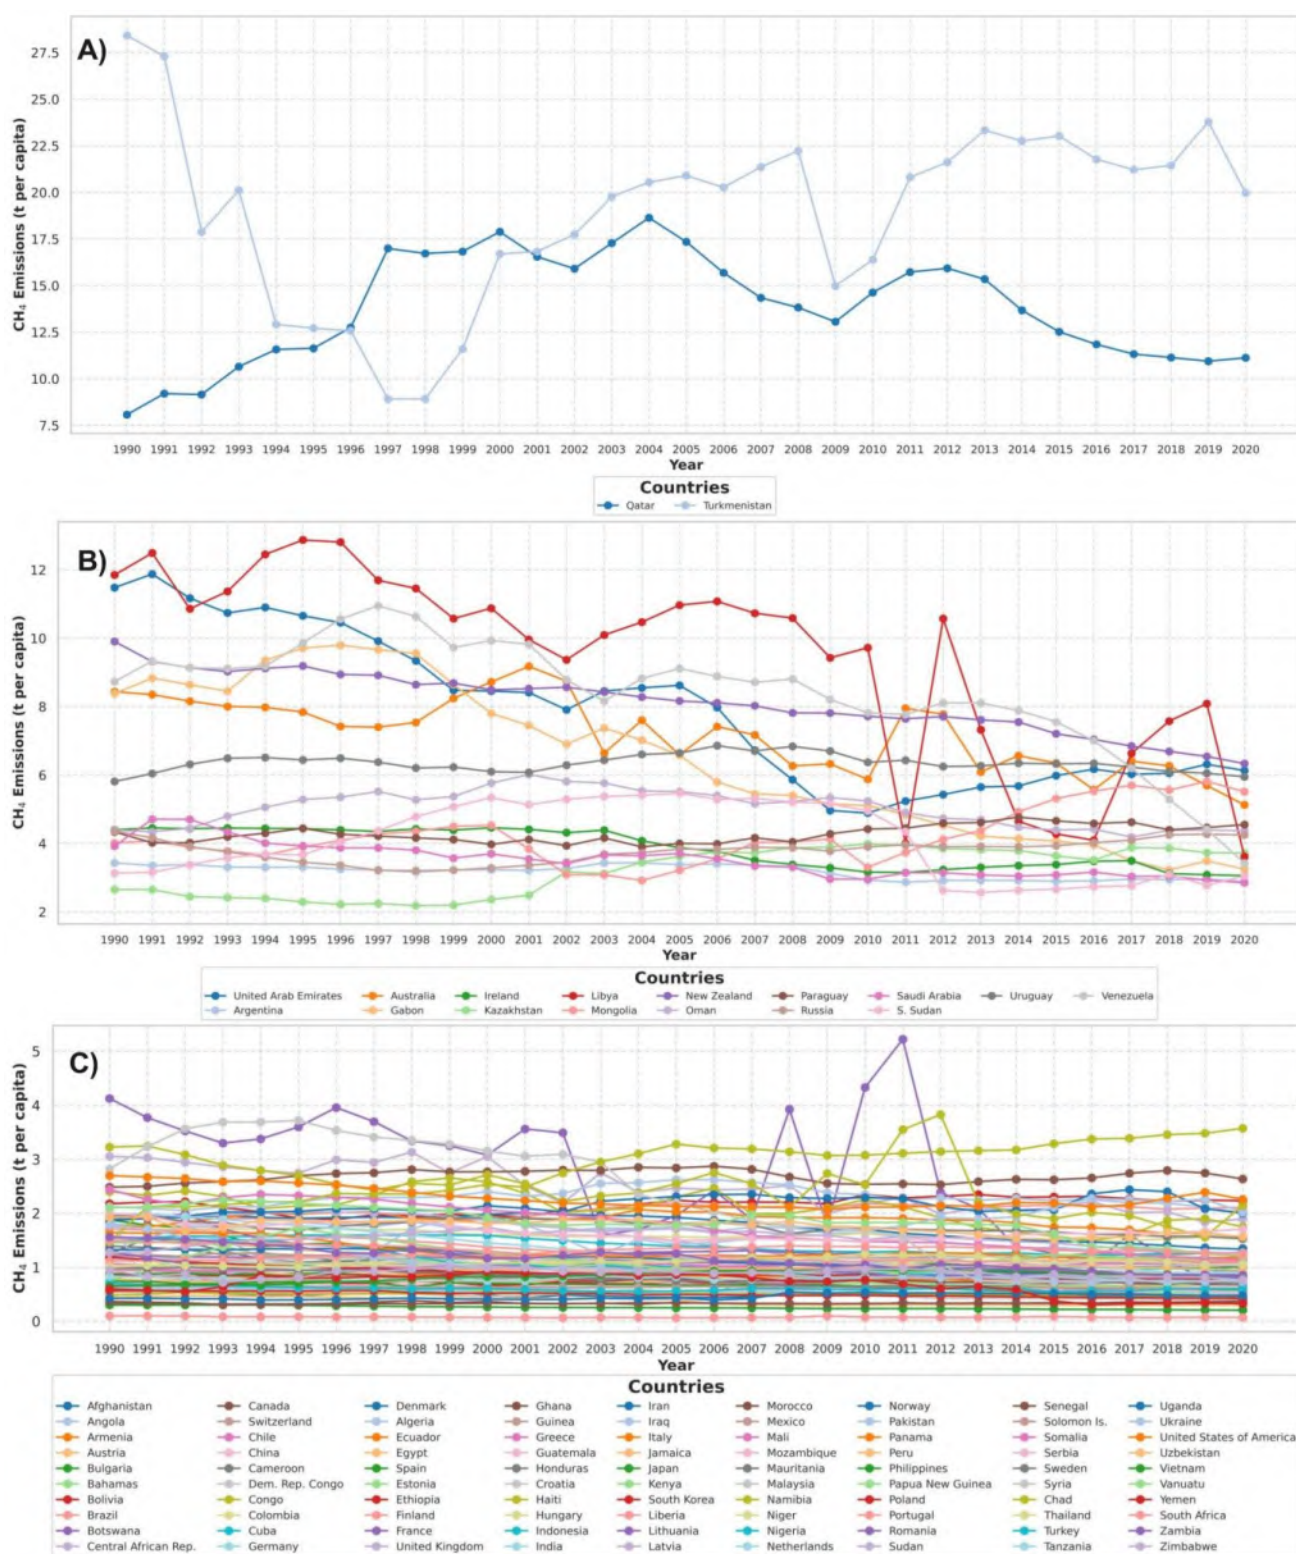 A)
27.5
25.0
22.5
20.0
17.5
15.0
12.5
10.0
7.5
CH₄ Emissions (t per capita)
1990 1991 1992 1993 1994 1995 1996 1997 1998 1999 2000 2001 2002 2003 2004 2005 2006 2007 2008 2009 2010 2011 2012 2013 2014 2015 2016 2017 2018 2019 2020
Year
Countries
Qatar Turkmenistan
B)
12
10
8
6
4
2
CH₄ Emissions (t per capita)
1990 1991 1992 1993 1994 1995 1996 1997 1998 1999 2000 2001 2002 2003 2004 2005 2006 2007 2008 2009 2010 2011 2012 2013 2014 2015 2016 2017 2018 2019 2020
Year
Countries
United Arab Emirates Australia Ireland Libya New Zealand Paraguay Saudi Arabia Uruguay Venezuela
Argentina Gabon Kazakhstan Mongolia Oman Russia S. Sudan
C)
5
4
3
2
1
0
CH₄ Emissions (t per capita)
1990 1991 1992 1993 1994 1995 1996 1997 1998 1999 2000 2001 2002 2003 2004 2005 2006 2007 2008 2009 2010 2011 2012 2013 2014 2015 2016 2017 2018 2019 2020
Year
Countries
Afghanistan Canada Denmark Ghana Iran Morocco Norway Senegal Uganda
Angola Switzerland Algeria Guinea Iraq Mexico Pakistan Solomon Is. Ukraine
Armenia Chile Ecuador Greece Italy Mali Panama Somalia United States of America
Austria China Egypt Guatemala Jamaica Mozambique Peru Serbia Uzbekistan
Bulgaria Cameroon Spain Honduras Japan Mauritania Philippines Sweden Vietnam
Bahamas Dem. Rep. Congo Estonia Croatia Kenya Malaysia Papua New Guinea Syria Vanuatu
Bolivia Congo Ethiopia Haiti South Korea Namibia Poland Chad Yemen
Brazil Colombia Finland Hungary Liberia Niger Portugal Thailand South Africa
Botswana Cuba France Indonesia Lithuania Nigeria Romania Turkey Zambia
Central African Rep. Germany United Kingdom India Latvia Netherlands Sudan Tanzania Zimbabwe